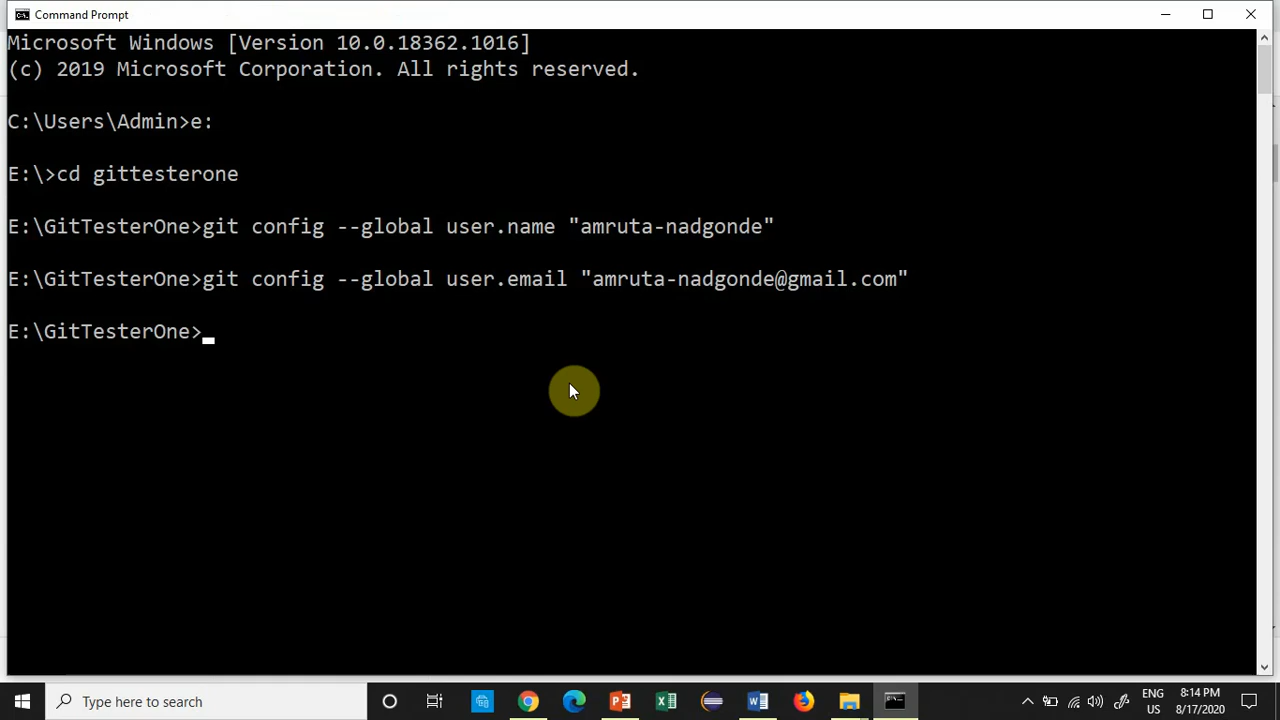 Command Prompt
Microsoft Windows [Version 10.0.18362.1016]
(c) 2019 Microsoft Corporation. All rights reserved.
C:\Users\Admin>e:
E:\>cd gittesterone
E:\GitTesterOne>git config --global user.name "amruta-nadgonde"
E:\GitTesterOne>git config --global user.email "amruta-nadgonde@gmail.com"
E:\GitTesterOne>
Type here to search
ENG
US
8:14 PM
8/17/2020